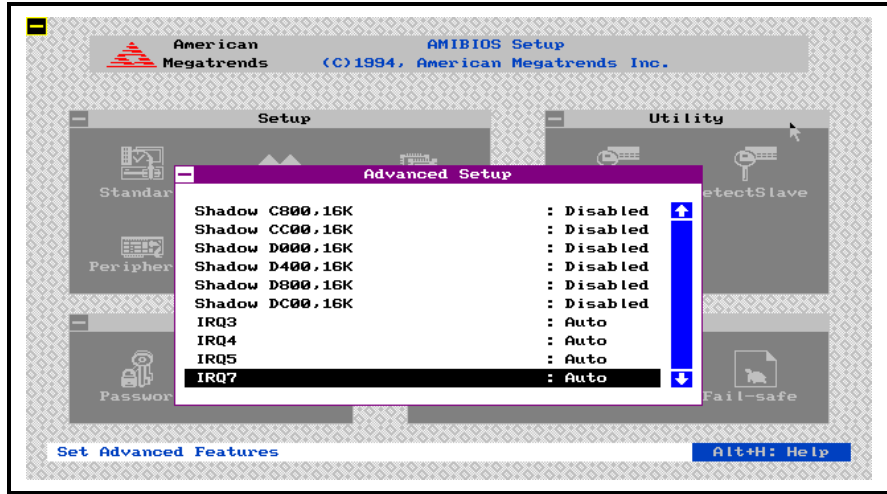 American
Megatrends
AMIBIOS Setup
(C)1994, American Megatrends Inc.
Setup
Utility
Standar
etectSlave
Peripher
Advanced Setup
Shadow C800,16K : Disabled
Shadow CC00,16K : Disabled
Shadow D000,16K : Disabled
Shadow D400,16K : Disabled
Shadow D800,16K : Disabled
Shadow DC00,16K : Disabled
IRQ3 : Auto
IRQ4 : Auto
IRQ5 : Auto
IRQ7 : Auto
Passwor
Fail-safe
Set Advanced Features
Alt+H: Help